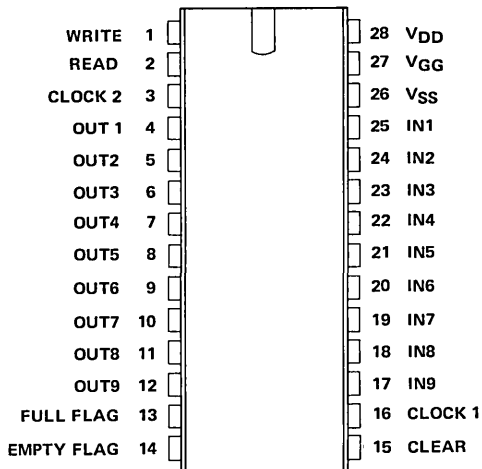 WRITE 1 28 VDD
READ 2 27 VGG
CLOCK 2 3 26 VSS
OUT 1 4 25 IN1
OUT2 5 24 IN2
OUT3 6 23 IN3
OUT4 7 22 IN4
OUT5 8 21 IN5
OUT6 9 20 IN6
OUT7 10 19 IN7
OUT8 11 18 IN8
OUT9 12 17 IN9
FULL FLAG 13 16 CLOCK 1
EMPTY FLAG 14 15 CLEAR